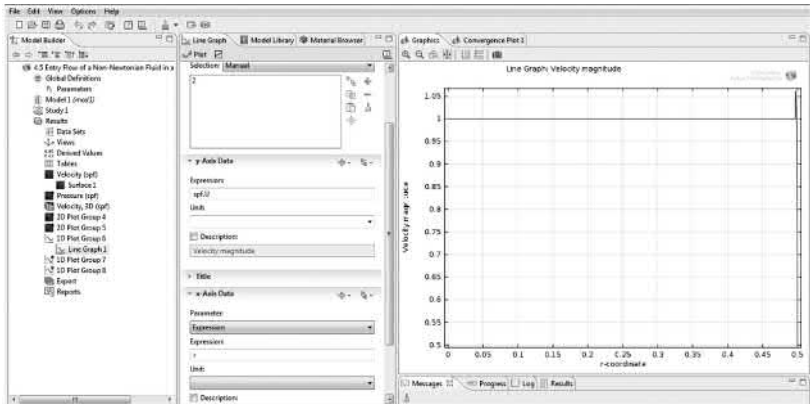 File Edit View Options Help
Model Builder
4.5 Entry Flow of a Non-Newtonian Fluid in a
Global Definitions
Parameters
Model 1 (mod1)
Study 1
Results
Data Sets
Views
Derived Values
Tables
Velocity (spf)
Surface 1
Pressure (spf)
Velocity, 3D (spf)
2D Plot Group 4
2D Plot Group 5
1D Plot Group 6
Line Graph 1
1D Plot Group 7
1D Plot Group 8
Export
Reports
Line Graph Model Library Material Browser
Plot
Selection: Manual
2
y-Axis Data
Expression:
spf.U
Unit:
Description:
Velocity magnitude
Title
x-Axis Data
Parameter:
Expression
Expression:
r
Unit:
Description:
Graphics Convergence Plot 1
Line Graph: Velocity magnitude
Velocity magnitude
1.05
1
0.95
0.9
0.85
0.8
0.75
0.7
0.65
0.6
0.55
0.5
0 0.05 0.1 0.15 0.2 0.25 0.3 0.35 0.4 0.45 0.5
r-coordinate
Messages Progress Log Results